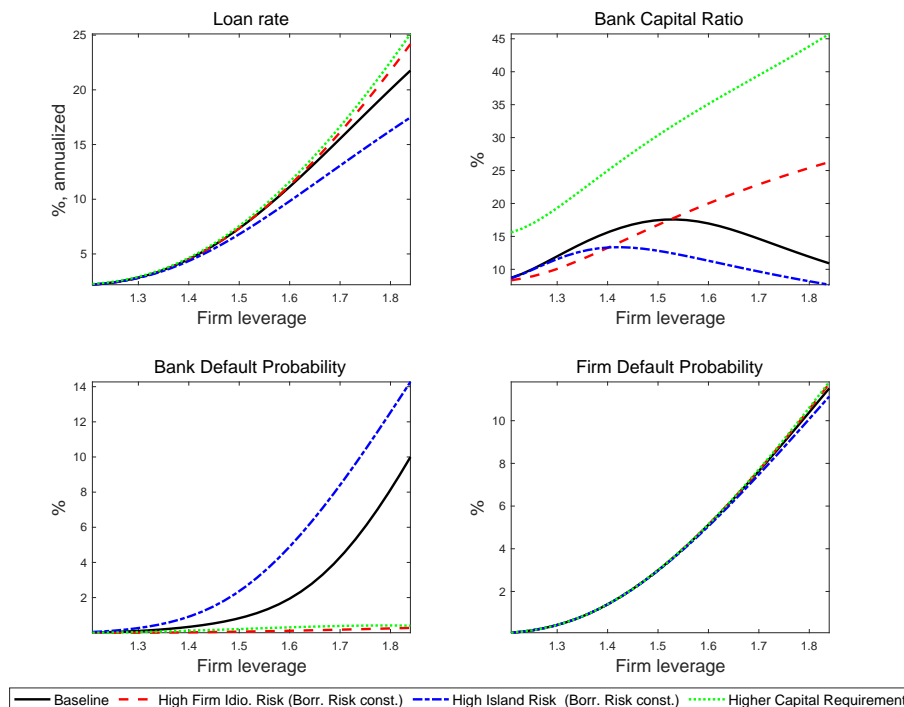 Loan rate
%, annualized
25
20
15
10
5
1.3 1.4 1.5 1.6 1.7 1.8
Firm leverage
Bank Capital Ratio
%
45
40
35
30
25
20
15
10
1.3 1.4 1.5 1.6 1.7 1.8
Firm leverage
Bank Default Probability
%
14
12
10
8
6
4
2
1.3 1.4 1.5 1.6 1.7 1.8
Firm leverage
Firm Default Probability
%
10
8
6
4
2
1.3 1.4 1.5 1.6 1.7 1.8
Firm leverage
Baseline High Firm Idio. Risk (Borr. Risk const.) High Island Risk (Borr. Risk const.) Higher Capital Requirement